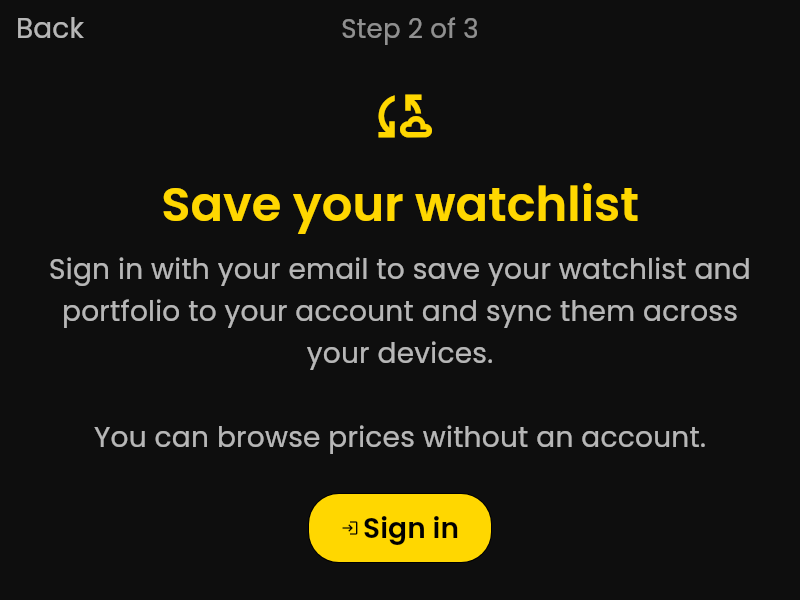 Back
Step 2 of 3
Save your watchlist
Sign in with your email to save your watchlist and
portfolio to your account and sync them across
your devices.
You can browse prices without an account.
Sign in